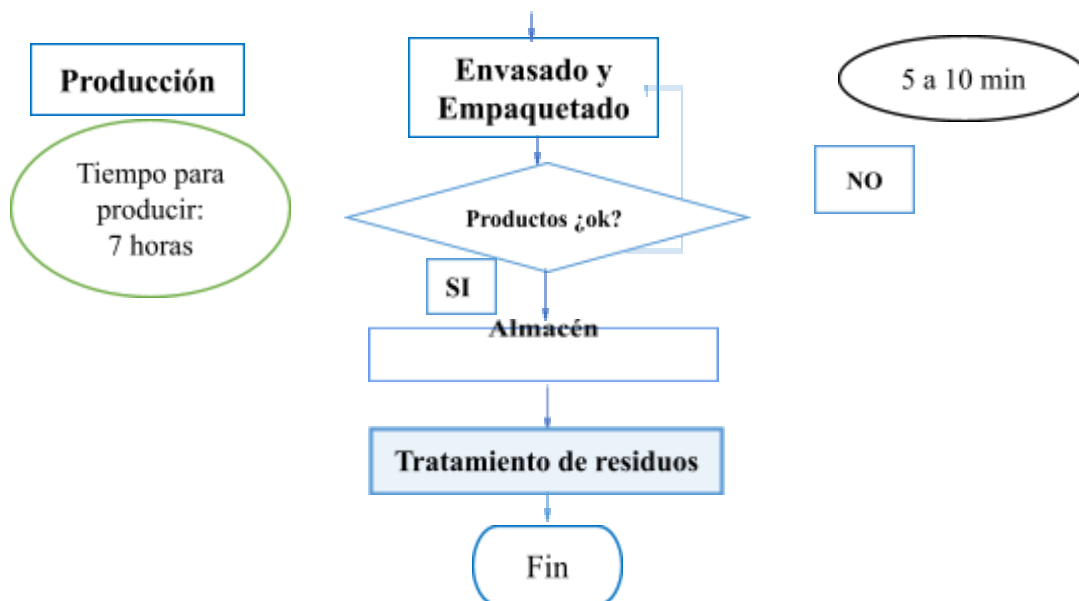 Producción
Tiempo para
producir:
7 horas
Envasado y
Empaquetado
5 a 10 min
Productos ¿ok?
NO
SI
Almacén
Tratamiento de residuos
Fin